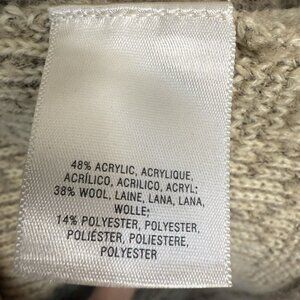 48% ACRYLIC, ACRYLIQUE,
ACRÍLICO, ACRILICO, ACRYL;
38% WOOL, LAINE, LANA, LANA,
WOLLE;
14% POLYESTER, POLYESTER,
POLIÉSTER, POLIESTERE,
POLYESTER